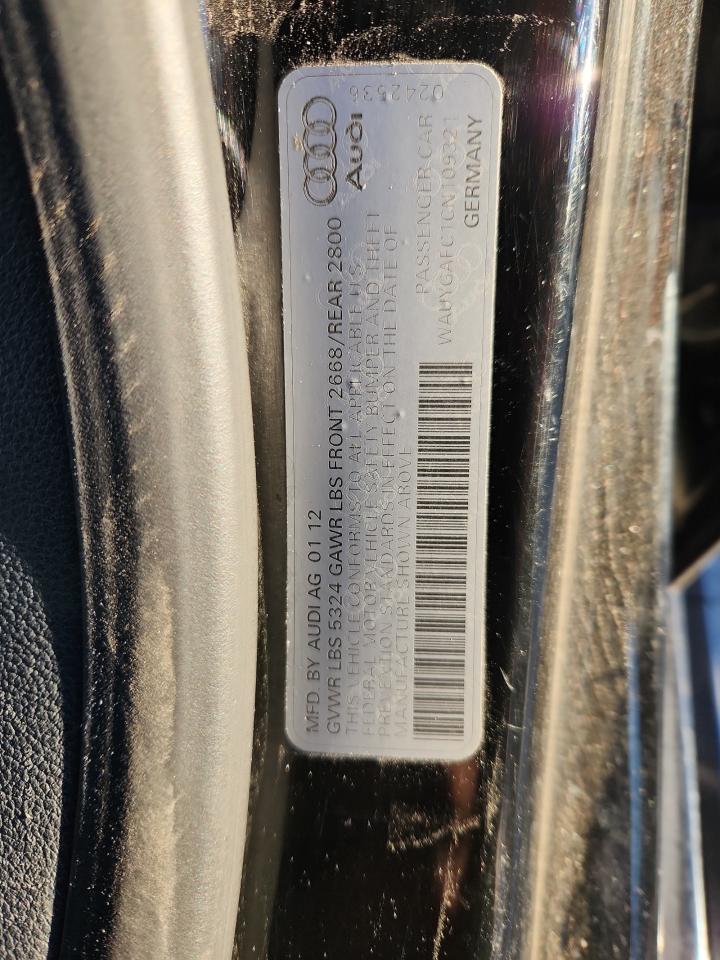 MFD BY AUDI AG 01 12
GVWR LBS 5324 GAWR LBS FRONT 2668/REAR 2800
THIS VEHICLE CONFORMS TO ALL APPLICABLE U.S.
FEDERAL MOTOR VEHICLE SAFETY BUMPER AND THEFT
PREVENTION STANDARDS IN EFFECT ON THE DATE OF
MANUFACTURE SHOWN ABOVE
PASSENGER CAR
WAUYGAFC1CN109321
GERMANY
Audi
0242536